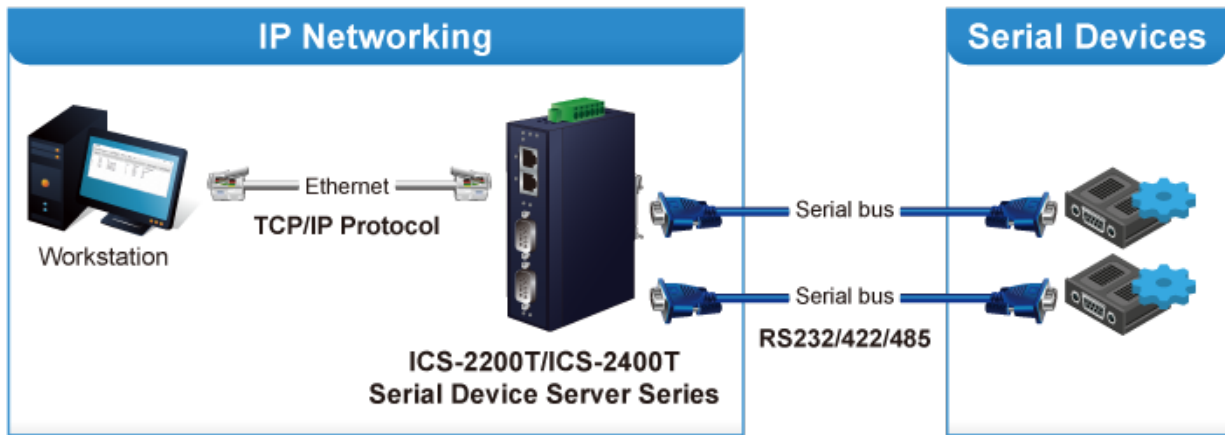 IP Networking
Serial Devices
Ethernet
TCP/IP Protocol
Workstation
Serial bus
Serial bus
RS232/422/485
ICS-2200T/ICS-2400T
Serial Device Server Series